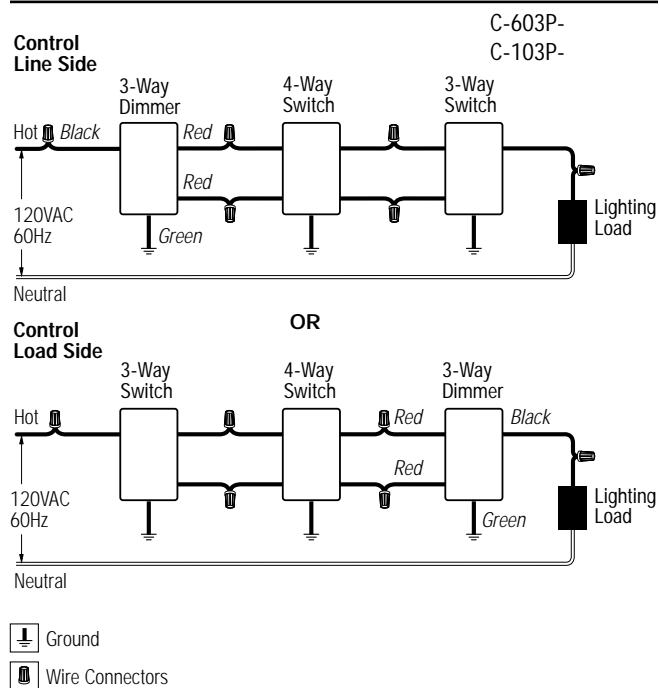 C-603P-
C-103P-
Control
Line Side
3-Way
Dimmer
4-Way
Switch
3-Way
Switch
Hot
Black
Red
Red
120VAC
60Hz
Green
Lighting
Load
Neutral
OR
Control
Load Side
3-Way
Switch
4-Way
Switch
3-Way
Dimmer
Hot
Red
Black
Red
120VAC
60Hz
Green
Lighting
Load
Neutral
Ground
Wire Connectors